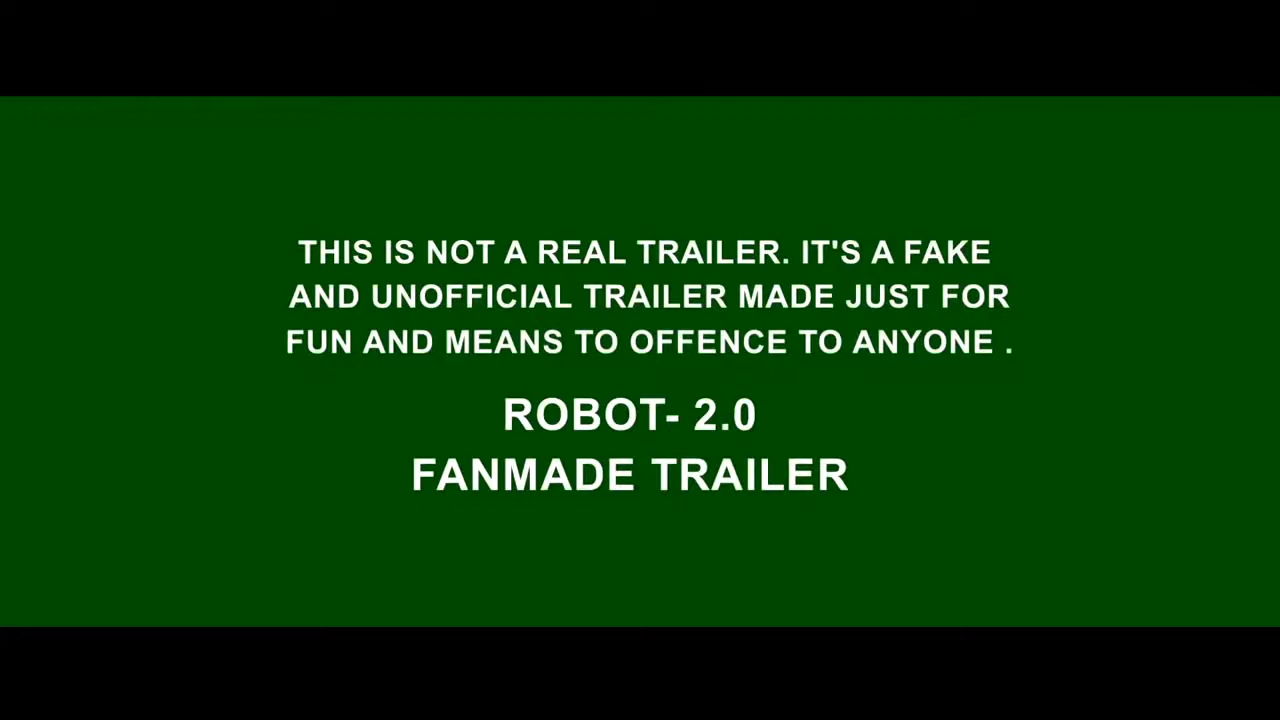 THIS IS NOT A REAL TRAILER. IT'S A FAKE
AND UNOFFICIAL TRAILER MADE JUST FOR
FUN AND MEANS TO OFFENCE TO ANYONE .
ROBOT- 2.0
FANMADE TRAILER